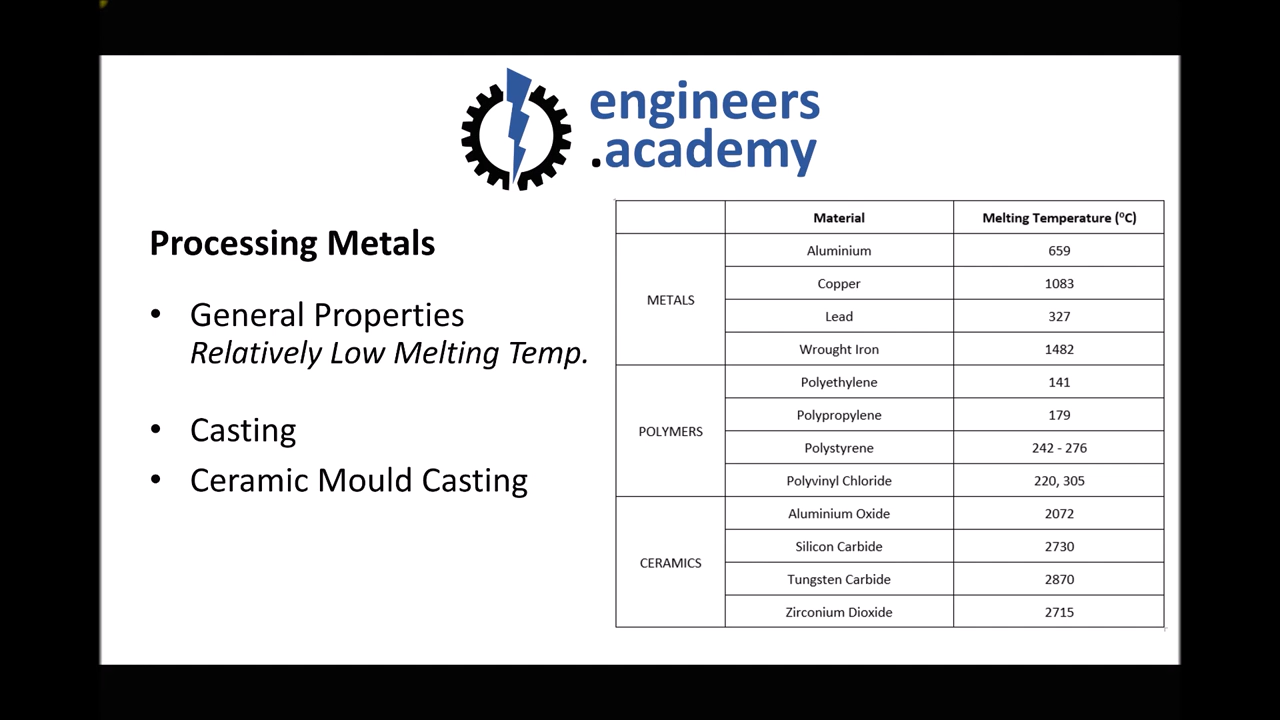 engineers
.academy
Processing Metals
• General Properties
Relatively Low Melting Temp.
• Casting
• Ceramic Mould Casting
Material Melting Temperature (°C)
METALS
Aluminium 659
Copper 1083
Lead 327
Wrought Iron 1482
POLYMERS
Polyethylene 141
Polypropylene 179
Polystyrene 242 - 276
Polyvinyl Chloride 220, 305
CERAMICS
Aluminium Oxide 2072
Silicon Carbide 2730
Tungsten Carbide 2870
Zirconium Dioxide 2715